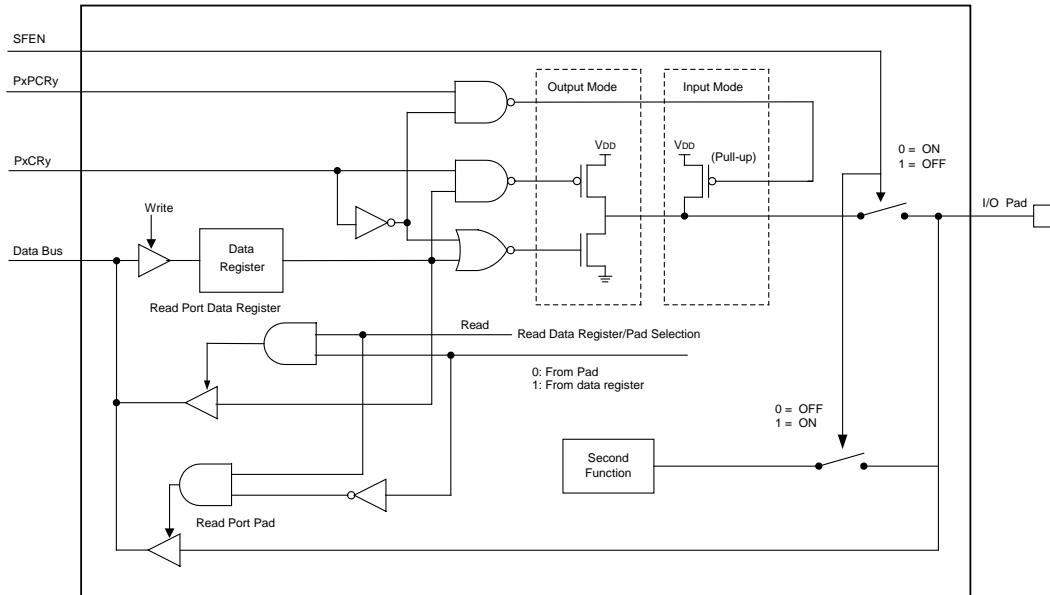 SFEN
PxPCRy
Output Mode
Input Mode
VDD
VDD
(Pull-up)
0 = ON
1 = OFF
PxCRy
I/O Pad
Write
Data Bus
Data
Register
Read Port Data Register
Read
Read Data Register/Pad Selection
0: From Pad
1: From data register
0 = OFF
1 = ON
Second
Function
Read Port Pad